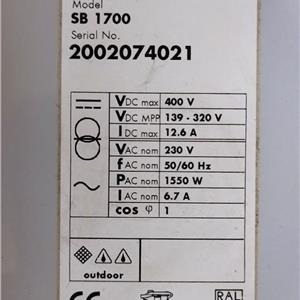 Model
SB 1700
Serial No.
2002074021
VDC max 400 V
VDC MPP 139 - 320 V
IDC max 12.6 A
VAC nom 230 V
fAC nom 50/60 Hz
PAC nom 1550 W
IAC nom 6.7 A
cos φ 1
outdoor
CE RAL